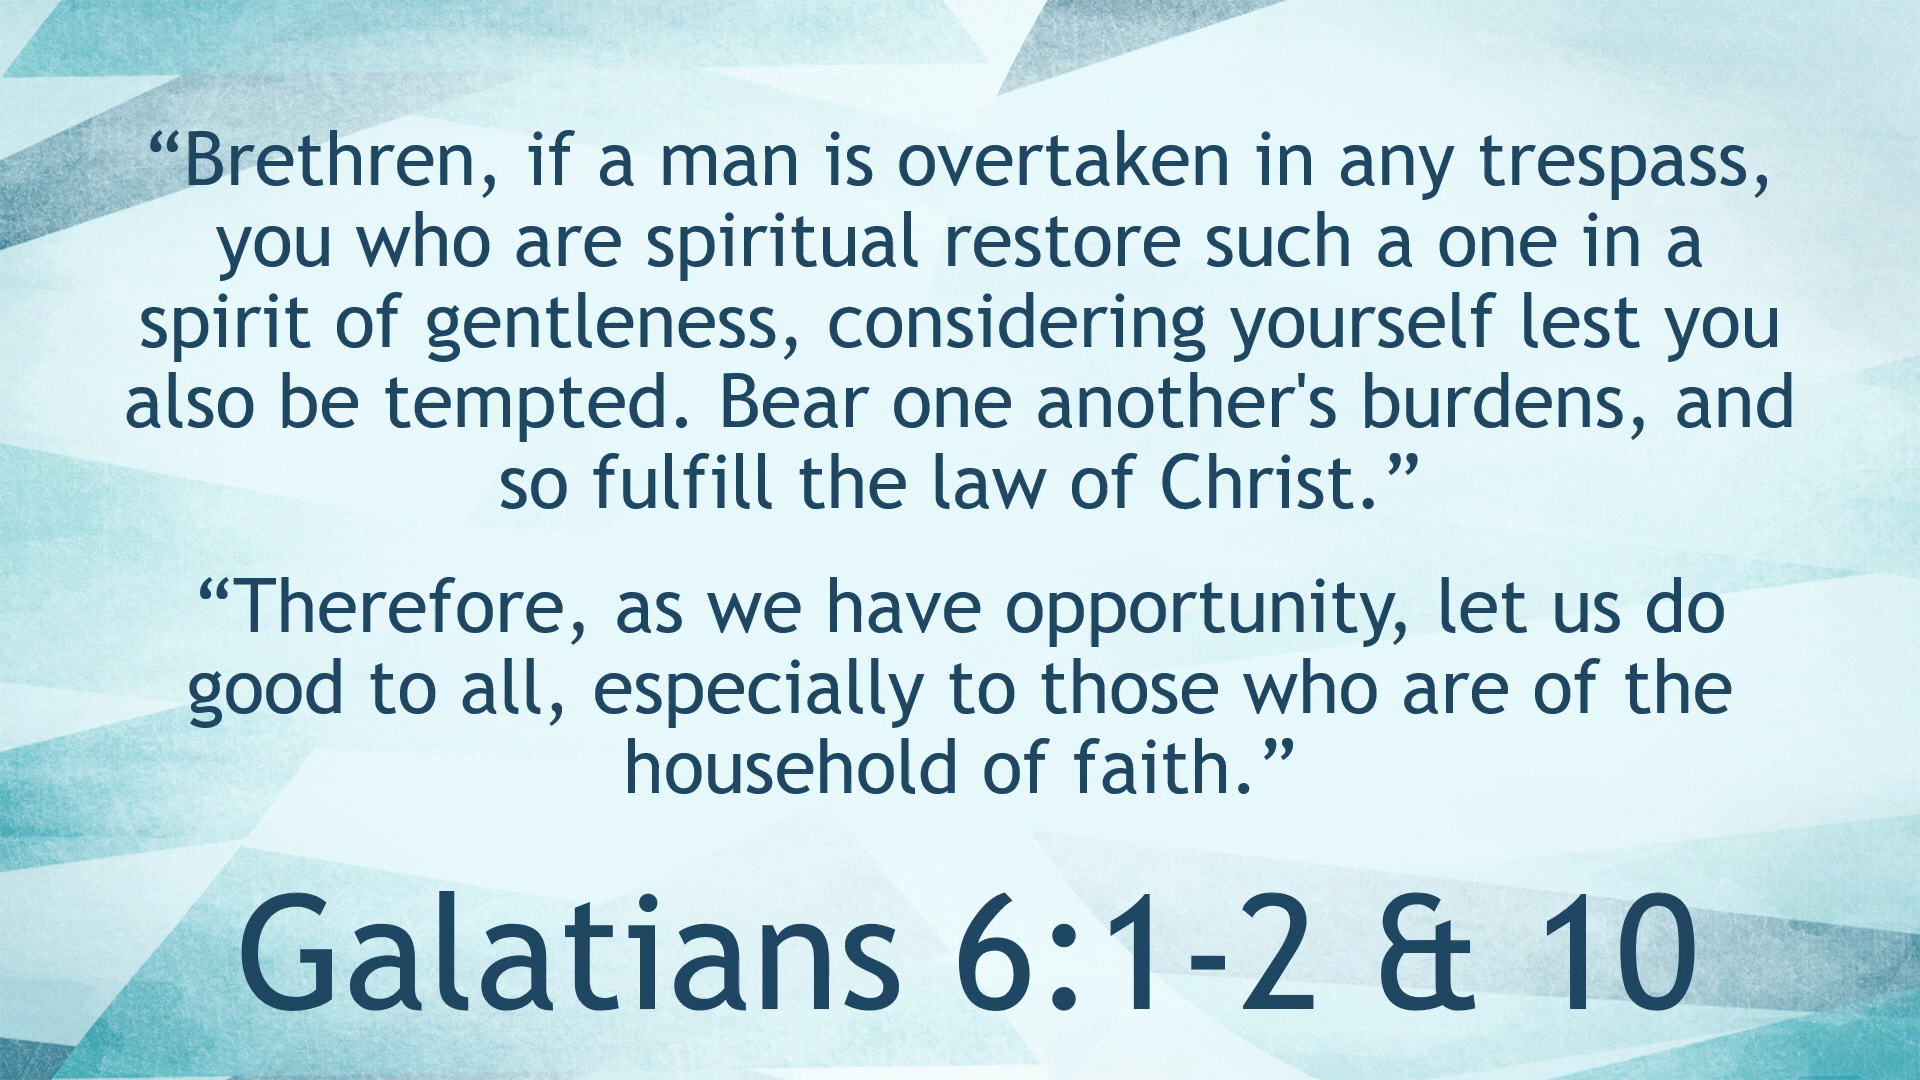 “Brethren, if a man is overtaken in any trespass,
you who are spiritual restore such a one in a
spirit of gentleness, considering yourself lest you
also be tempted. Bear one another's burdens, and
so fulfill the law of Christ.”
“Therefore, as we have opportunity, let us do
good to all, especially to those who are of the
household of faith.”
Galatians 6:1-2 & 10